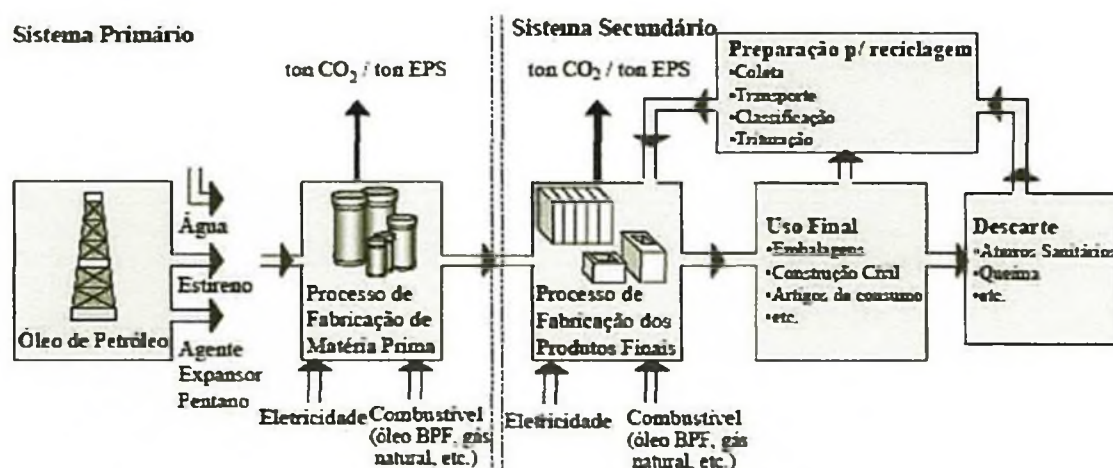 Sistema Primário
ton CO2 / ton EPS
Água
Estireno
Óleo de Petróleo
Agente
Expansor
Pentano
Processo de
Fabricação de
Matéria Prima
Eletricidade
Combustível
(óleo BPF, gás
natural, etc.)
Sistema Secundário
ton CO2 / ton EPS
Processo de
Fabricação dos
Produtos Finais
Eletricidade
Combustível
(óleo BPF, gás
natural, etc.)
Preparação p/ reciclagem
•Coleta
•Transporte
•Classificação
•Trituração
Uso Final
•Embalagens
•Construção Civil
•Artigos de consumo
•etc.
Descarte
•Aterros Sanitários
•Queima
•etc.